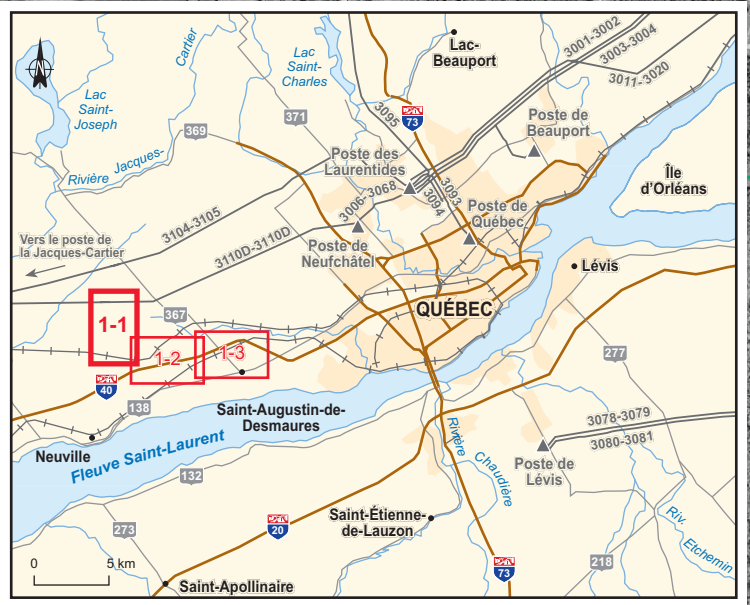 N
Lac
Saint-
Joseph
Cartier
Rivière Jacques-
369
371
Lac
Saint-
Charles
Lac-
Beauport
3001-3002
3003-3004
3011-3020
3095
73
Poste de
Beauport
Poste des
Laurentides
3006-3068
3093
3094
Poste de
Québec
Île
d'Orléans
3104-3105
3110D-3110D
Poste de
Neufchâtel
Vers le poste de
la Jacques-Cartier
Lévis
QUÉBEC
367
1-1
1-2
1-3
40
138
277
Saint-Augustin-de-
Desmaures
Neuville
Fleuve Saint-Laurent
132
3078-3079
3080-3081
Poste de
Lévis
Rivière
Chaudière
273
20
Saint-Étienne-
de-Lauzon
Riv.
Etchemin
218
73
0 5 km
Saint-Apollinaire